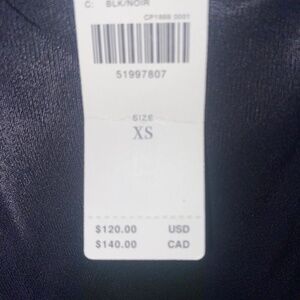 C: BLK/NOIR
CP1888 0001
51997807
SIZE
XS
$120.00 USD
$140.00 CAD